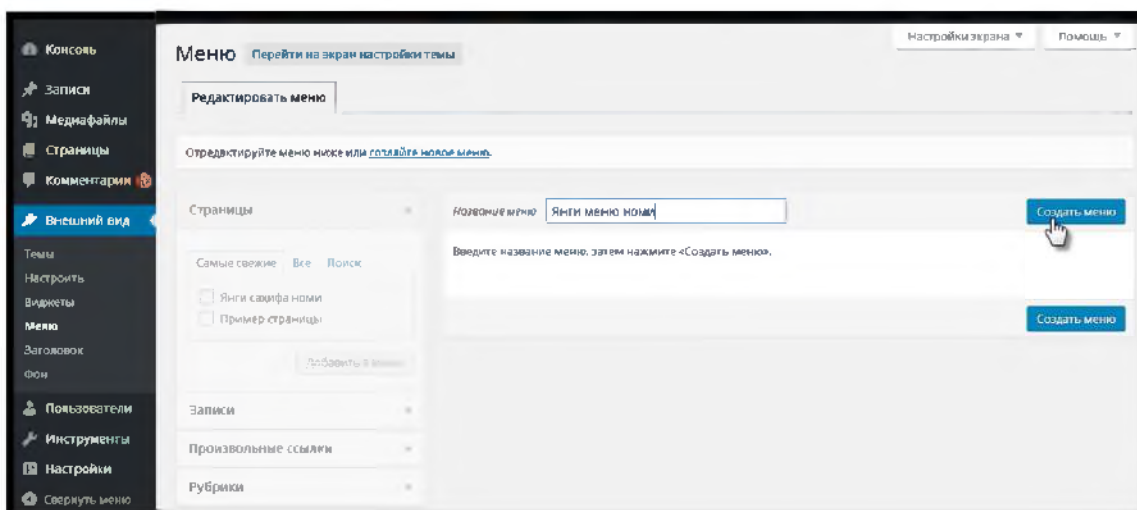 Консоль
Записи
Медиафайлы
Страницы
Комментарии
Внешний вид
Темы
Настроить
Виджеты
Меню
Заголовок
Фон
Пользователи
Инструменты
Настройки
Свернуть меню
Настройки экрана
Помощь
Меню Перейти на экран настройки темы
Редактировать меню
Отредактируйте меню ниже или создайте новое меню.
Страницы
Самые свежие Все Поиск
Янги сахифа номи
Пример страницы
Добавить в меню
Записи
Произвольные ссылки
Рубрики
Название меню Янги меню номи
Создать меню
Введите название меню, затем нажмите «Создать меню».
Создать меню